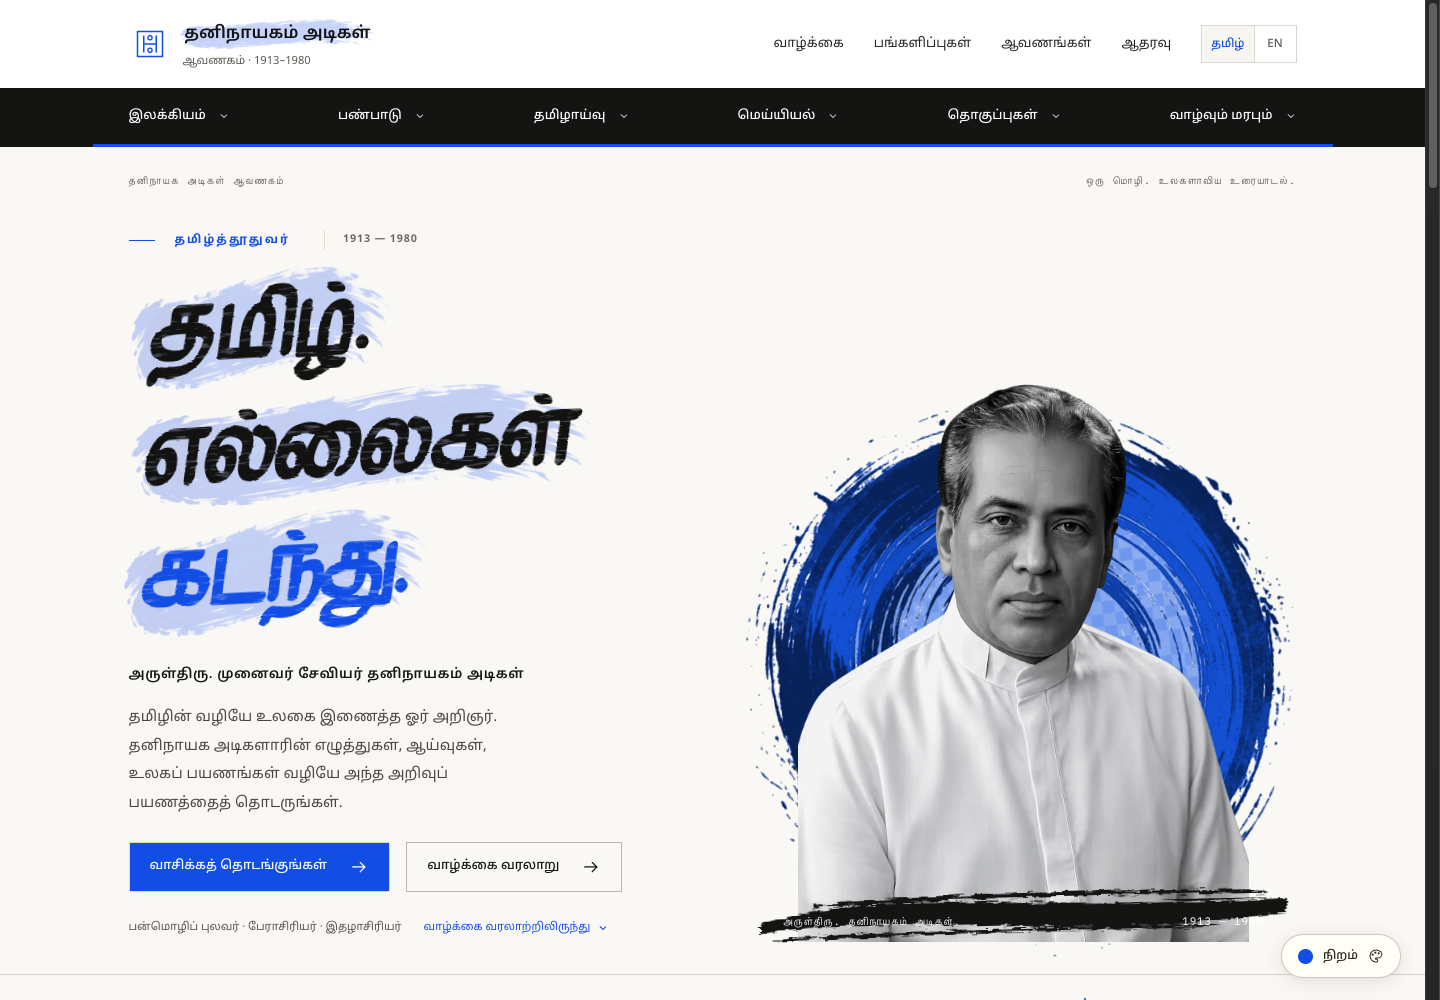 தனிநாயகம் அடிகள்
ஆவணகம் · 1913–1980
வாழ்க்கை பங்களிப்புகள் ஆவணங்கள் ஆதரவு தமிழ் EN
இலக்கியம் பண்பாடு தமிழாய்வு மெய்யியல் தொகுப்புகள் வாழ்வும் மரபும்
தனிநாயக அடிகள் ஆவணகம்
ஒரு மொழி. உலகளாவிய உரையாடல்.
தமிழ்த்தூதுவர் 1913 — 1980
தமிழ்.
எல்லைகள்
கடந்து.
அருள்திரு. முனைவர் சேவியர் தனிநாயகம் அடிகள்
தமிழின் வழியே உலகை இணைத்த ஓர் அறிஞர்.
தனிநாயக அடிகளாரின் எழுத்துகள், ஆய்வுகள்,
உலகப் பயணங்கள் வழியே அந்த அறிவுப்
பயணத்தைத் தொடருங்கள்.
வாசிக்கத் தொடங்குங்கள் → வாழ்க்கை வரலாறு →
பன்மொழிப் புலவர் · பேராசிரியர் · இதழாசிரியர் வாழ்க்கை வரலாற்றிலிருந்து
அருள்திரு. தனிநாயகம் அடிகள் 1913 — 19
நிறம்